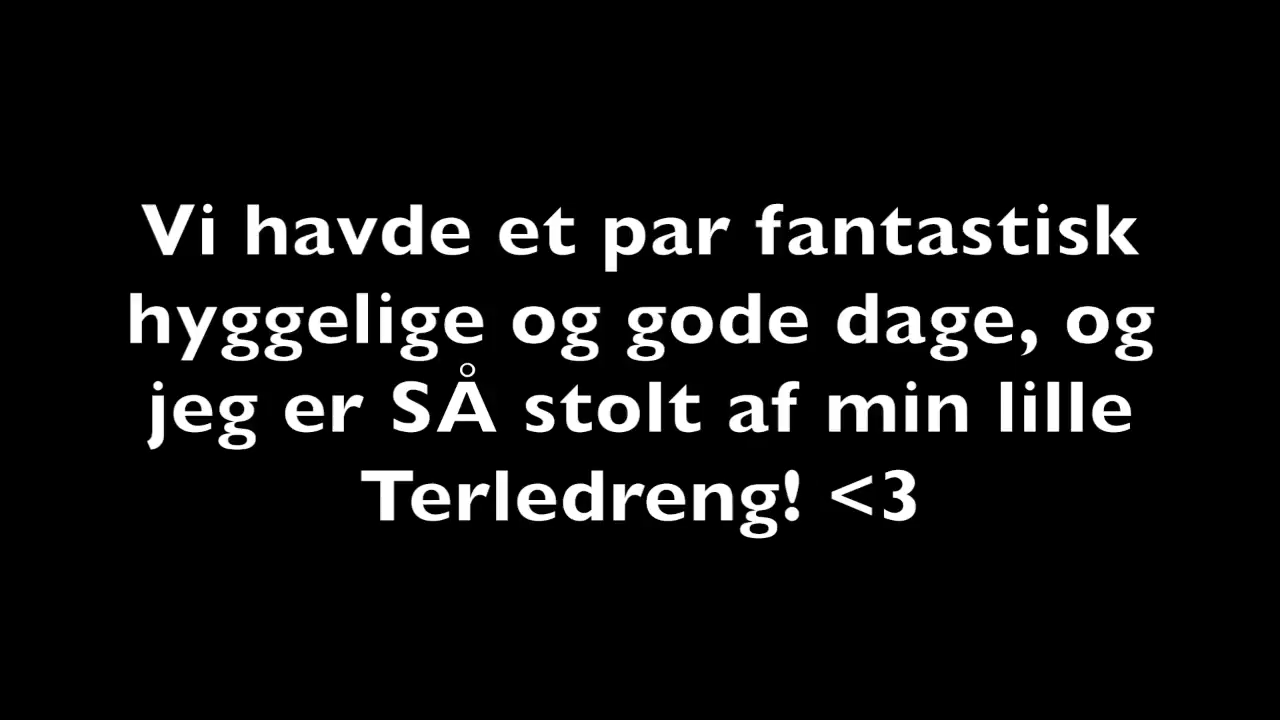 Vi havde et par fantastisk
hyggelige og gode dage, og
jeg er SÅ stolt af min lille
Terledreng! <3